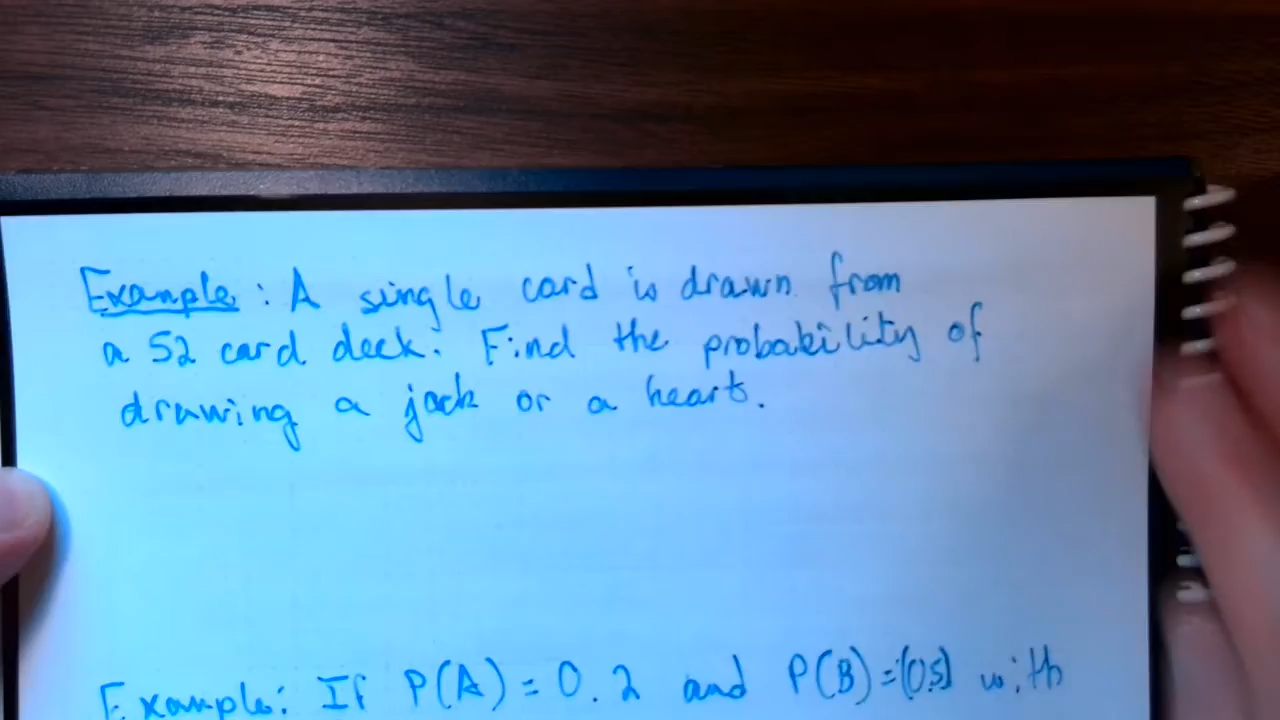 Example: A single card is drawn from
a 52 card deck. Find the probability of
drawing a jack or a heart.
Example: If P(A) = 0.2 and P(B) = (0.5) with